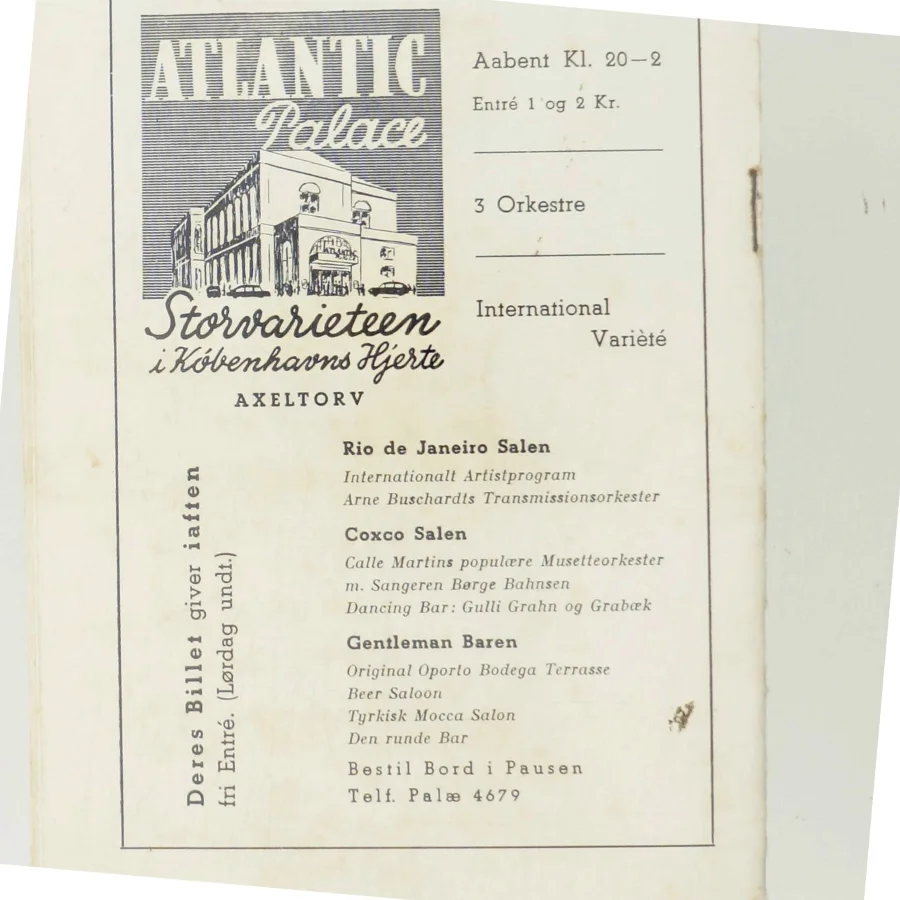 ATLANTIC
Palace
ATLANTIC
Storvarieteen
i Københavns Hjerte
AXELTORV
Aabent Kl. 20—2
Entré 1 og 2 Kr.
3 Orkestre
International
Varièté
Deres Billet giver iaften
fri Entré. (Lørdag undt.)
Rio de Janeiro Salen
Internationalt Artistprogram
Arne Buschardts Transmissionsorkester
Coxco Salen
Calle Martins populære Musetteorkester
m. Sangeren Børge Bahnsen
Dancing Bar: Gulli Grahn og Grabæk
Gentleman Baren
Original Oporto Bodega Terrasse
Beer Saloon
Tyrkisk Mocca Salon
Den runde Bar
Bestil Bord i Pausen
Telf. Palæ 4679